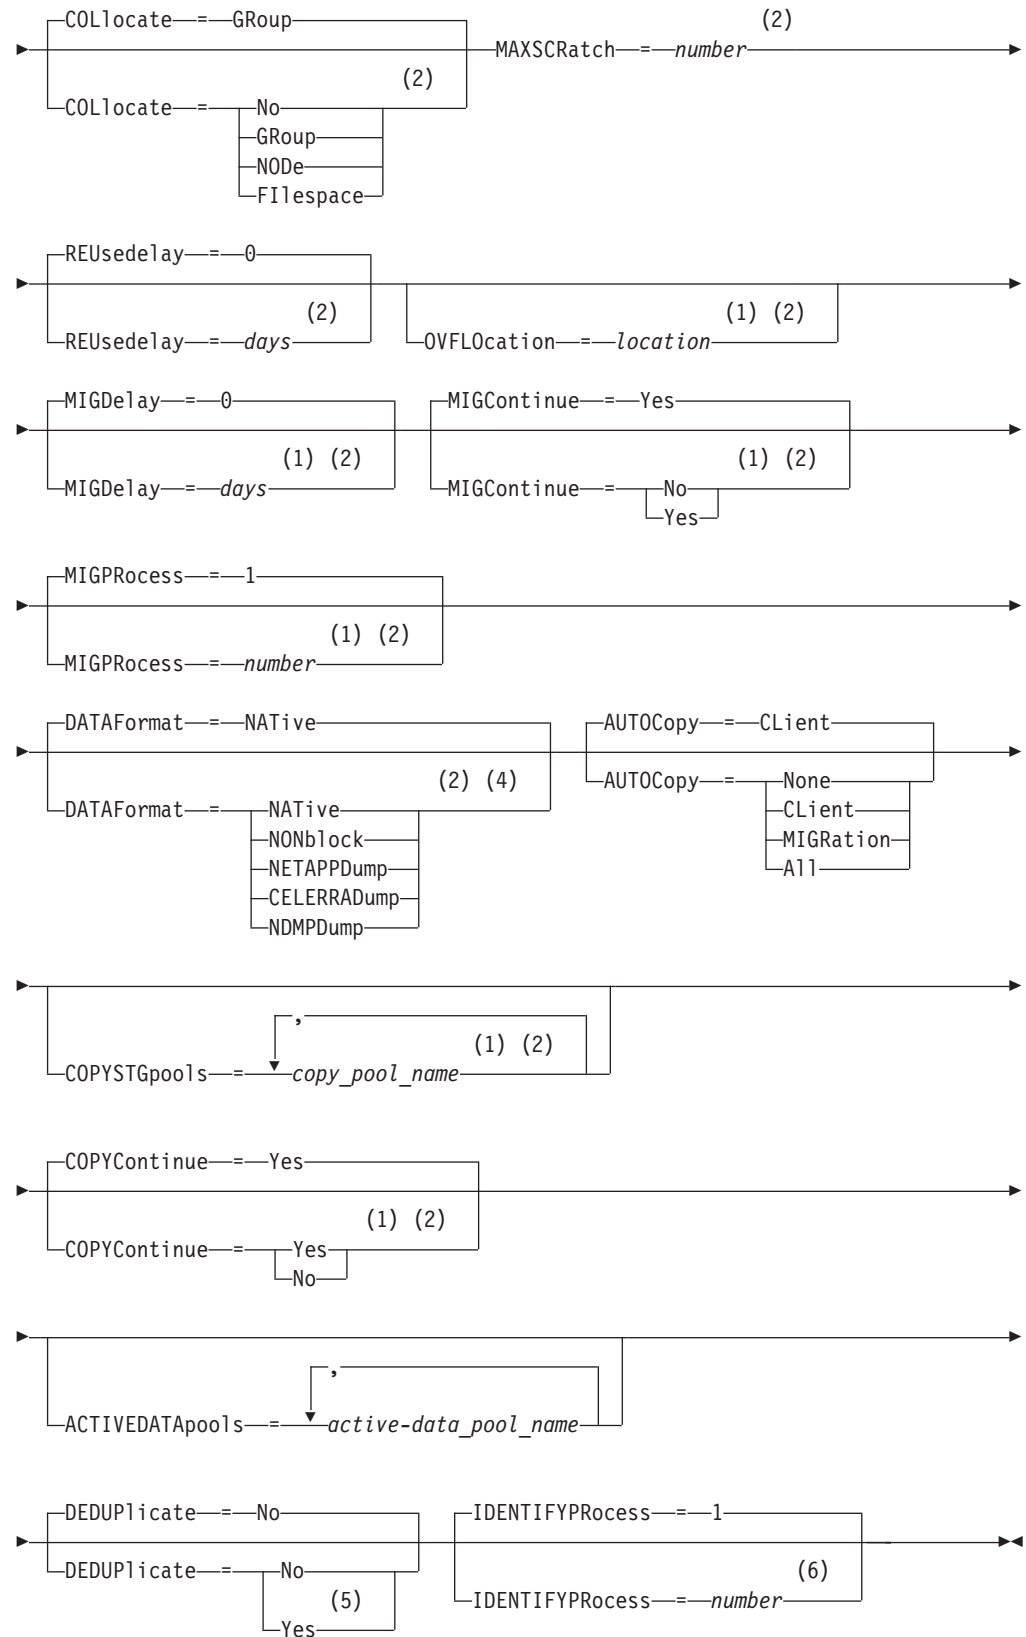 COLlocate = GRoup
(2)
MAXSCRatch = number
(2)
COLlocate = No
GRoup
NODe
FIlespace
REUsedelay = 0
(2)
(1) (2)
REUsedelay = days
OVFLOcation = location
MIGDelay = 0
MIGContinue = Yes
(1) (2)
(1) (2)
MIGDelay = days
MIGContinue = No
Yes
MIGPRocess = 1
(1) (2)
MIGPRocess = number
DATAFormat = NATive
AUTOCopy = CLient
(2) (4)
AUTOCopy = None
CLient
MIGRation
All
DATAFormat = NATive
NONblock
NETAPPDump
CELERRADump
NDMPDump
,
(1) (2)
COPYSTGpools = copy_pool_name
COPYContinue = Yes
(1) (2)
COPYContinue = Yes
No
,
ACTIVEDATApools = active-data_pool_name
DEDUPlicate = No
IDENTIFYPRocess = 1
DEDUPlicate = No
(5)
Yes
(6)
IDENTIFYPRocess = number